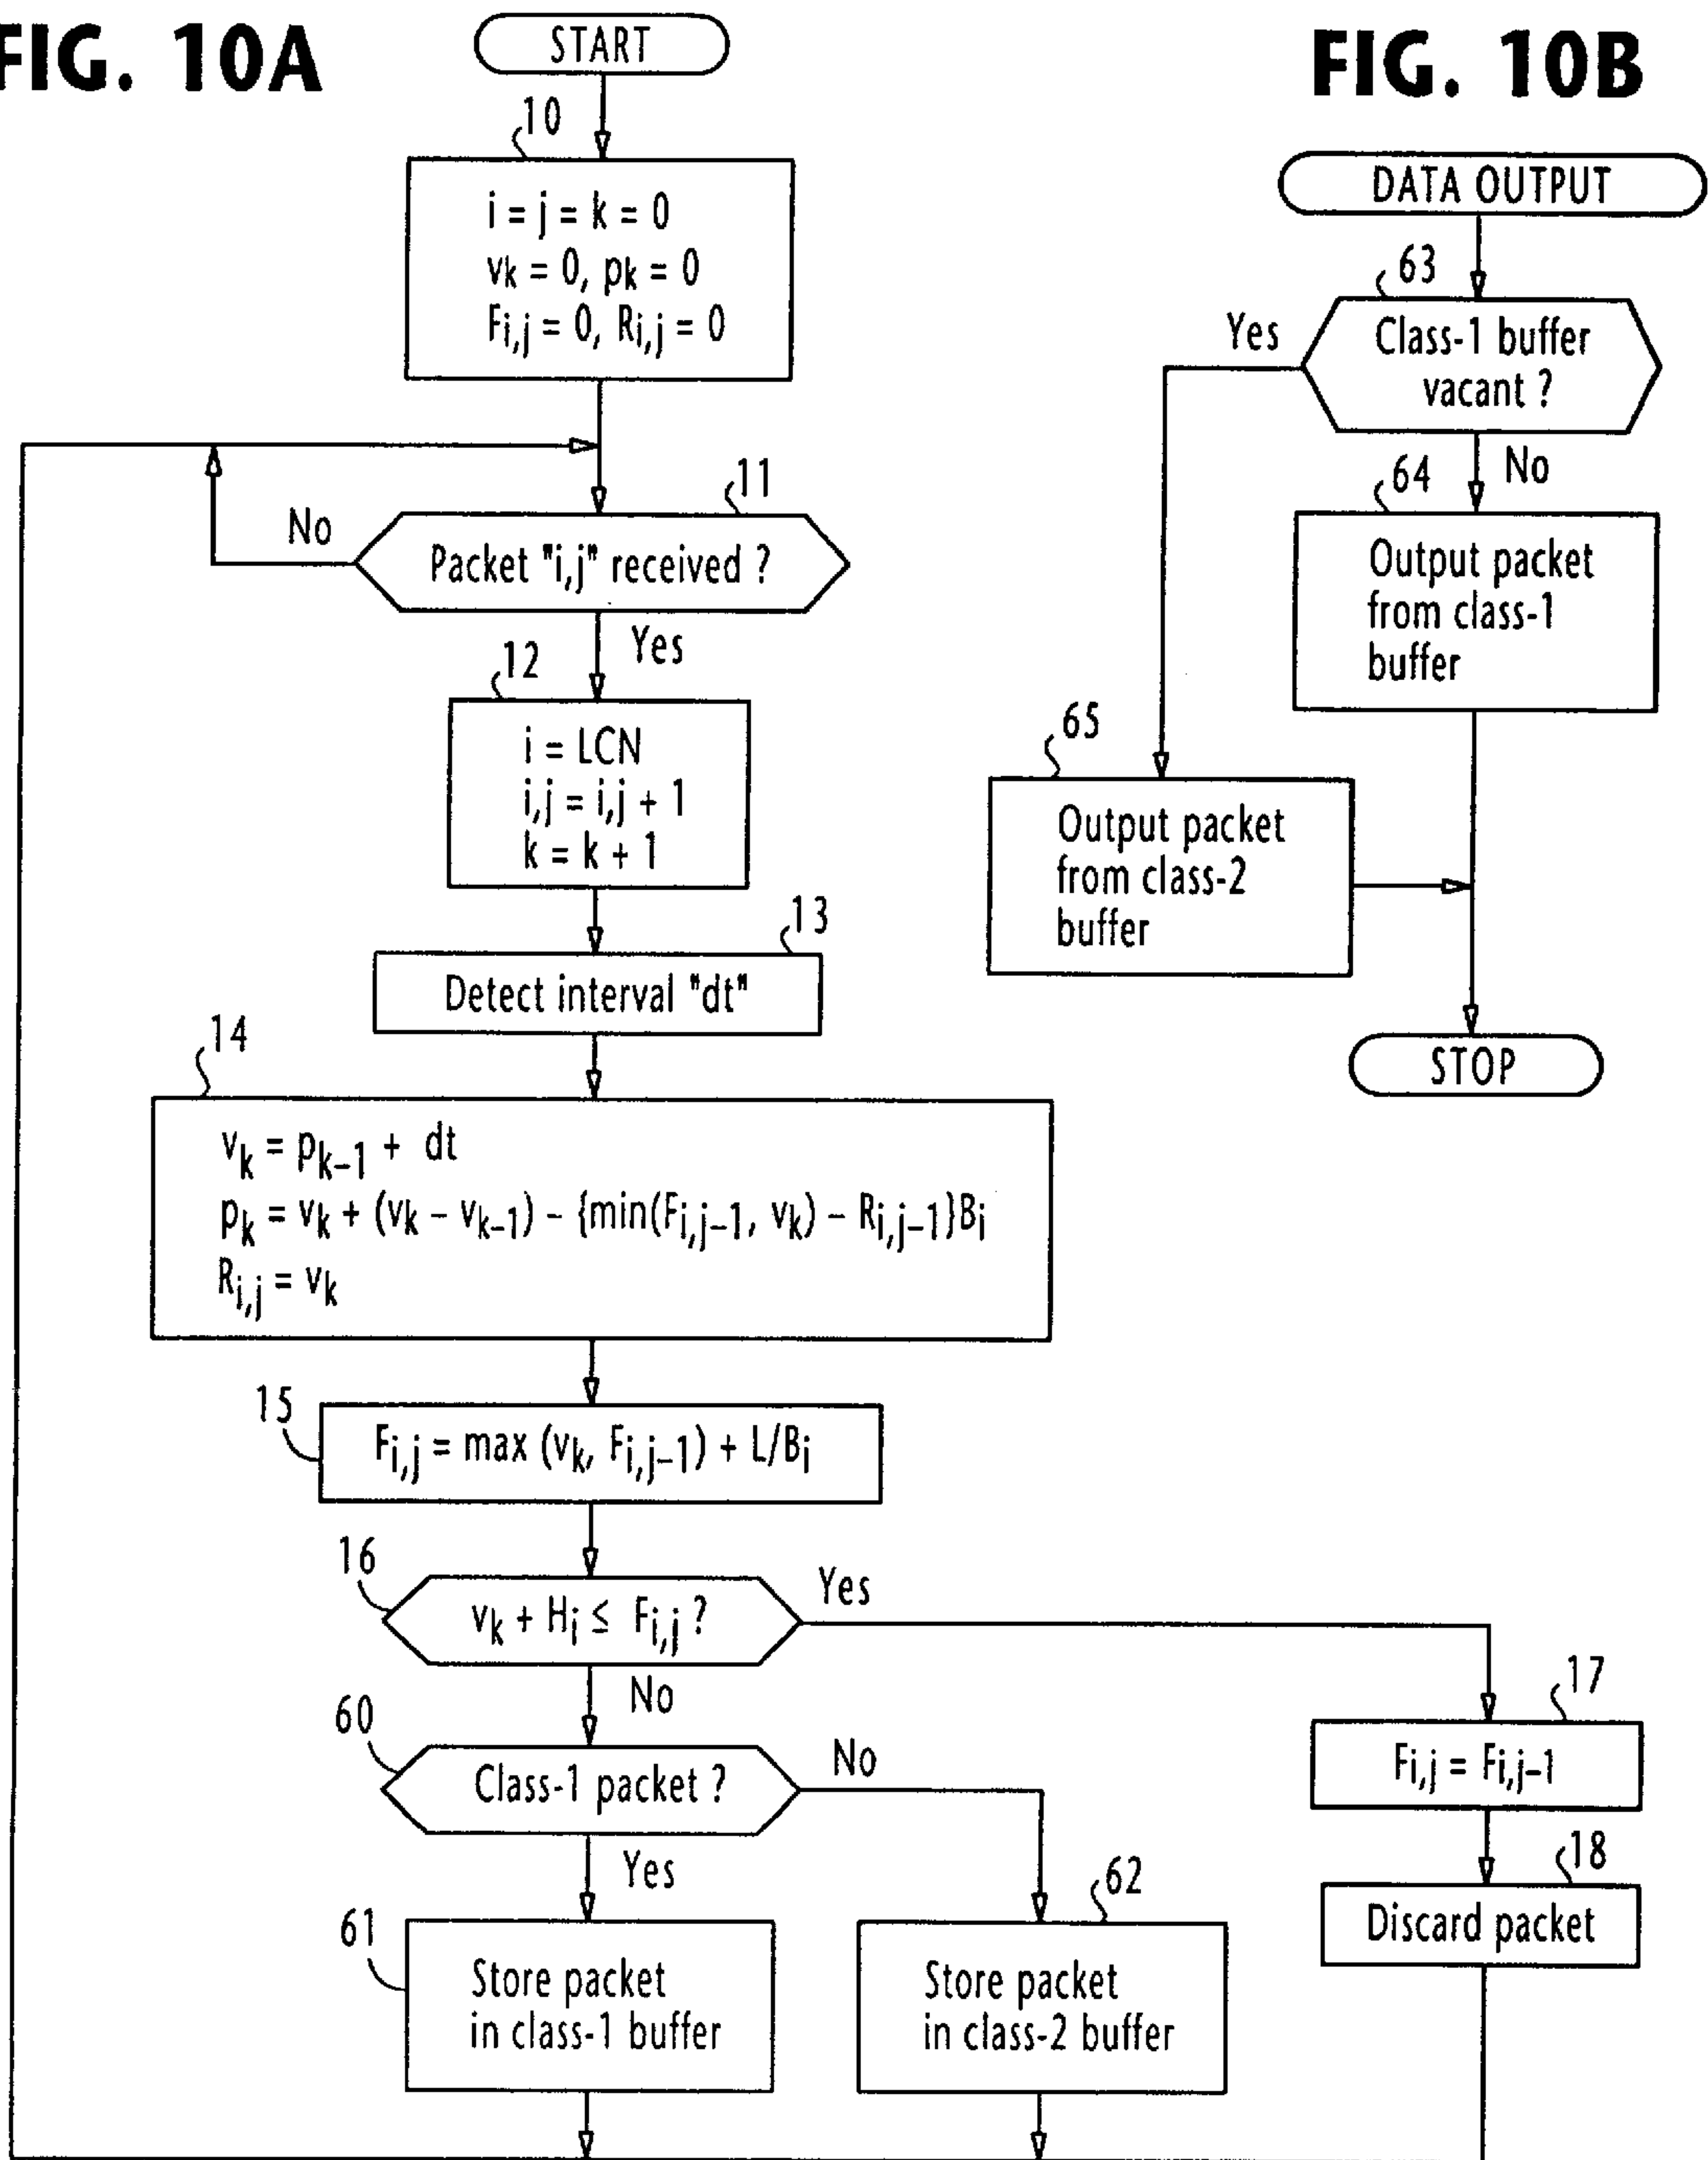 FIG. 10A
START
10
i = j = k = 0
vk = 0, pk = 0
Fi,j = 0, Ri,j = 0
11
No
Packet "i,j" received ?
Yes
12
i = LCN
i,j = i,j + 1
k = k + 1
13
Detect interval "dt"
14
vk = pk–1 + dt
pk = vk + (vk – vk–1) – {min(Fi,j–1, vk) – Ri,j–1}Bi
Ri,j = vk
15
Fi,j = max (vk, Fi,j–1) + L/Bi
16
vk + Hi ≤ Fi,j ?
Yes
No
60
Class-1 packet ?
No
Yes
61
Store packet
in class-1 buffer
62
Store packet
in class-2 buffer
17
Fi,j = Fi,j–1
18
Discard packet
FIG. 10B
DATA OUTPUT
63
Yes
Class-1 buffer
vacant ?
64
No
Output packet
from class-1
buffer
65
Output packet
from class-2
buffer
STOP